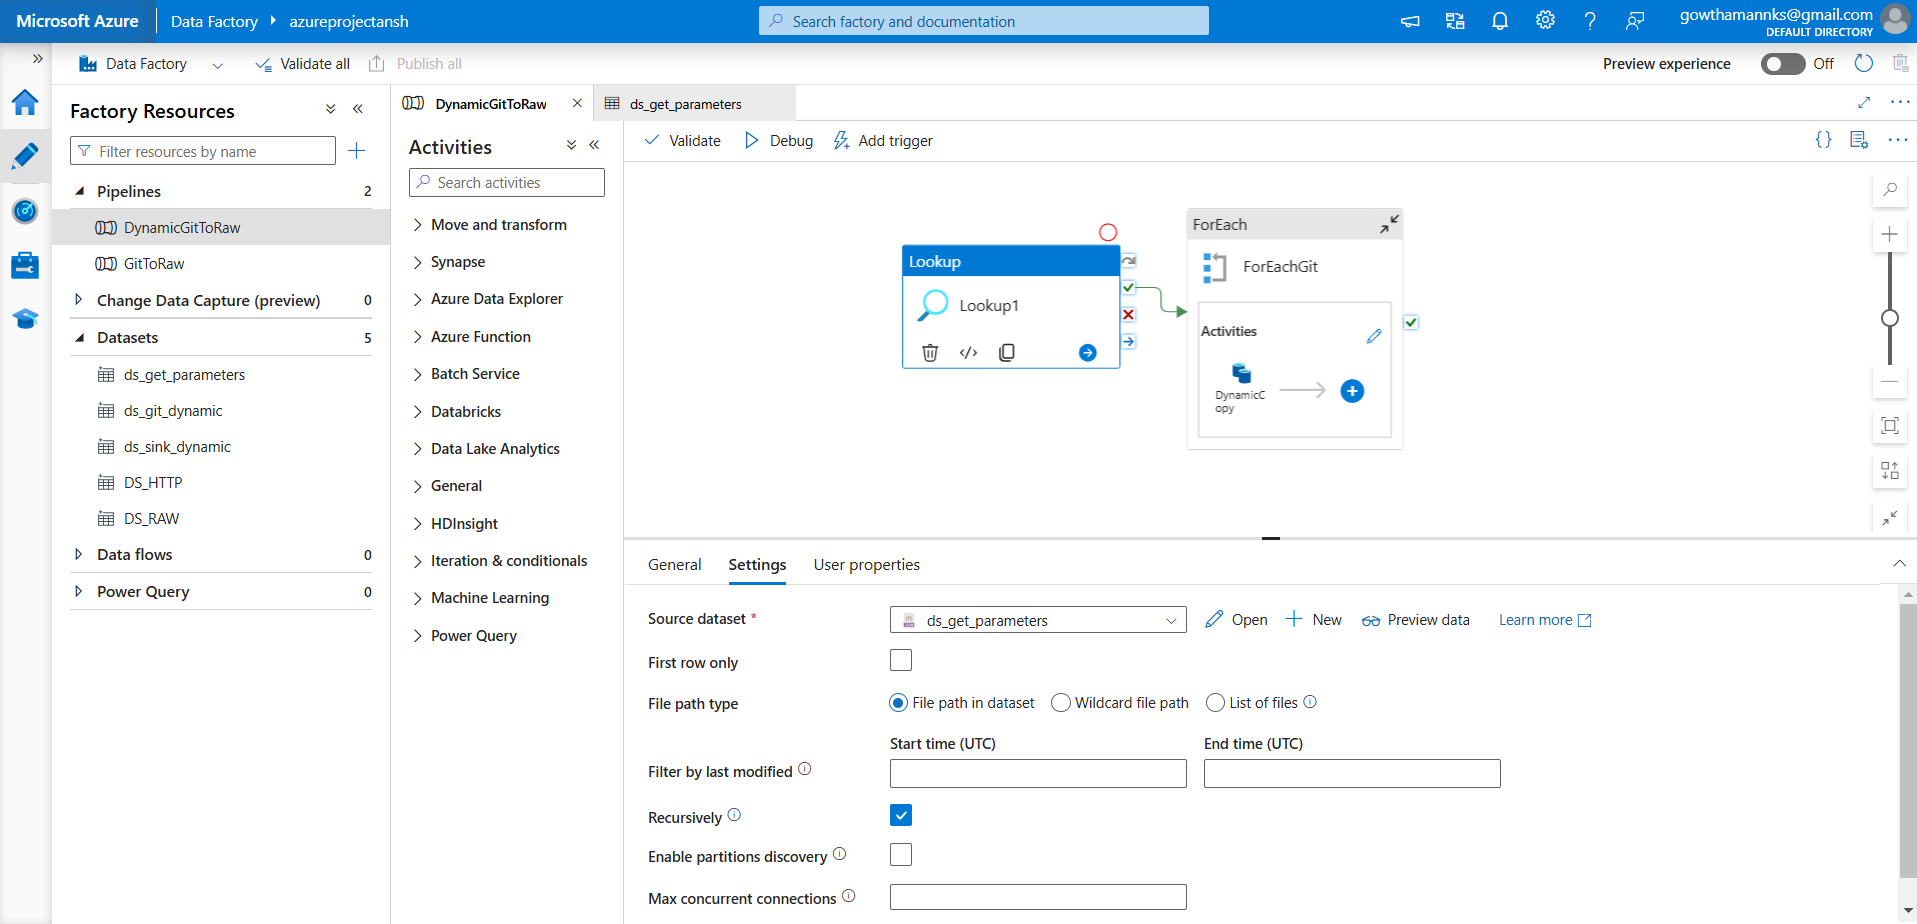 Microsoft Azure
Data Factory
azureprojectansh
Search factory and documentation
gowthamannks@gmail.com
DEFAULT DIRECTORY
Data Factory
Validate all
Publish all
Preview experience
Off
Factory Resources
Filter resources by name
Pipelines 2
DynamicGitToRaw
GitToRaw
Change Data Capture (preview) 0
Datasets 5
ds_get_parameters
ds_git_dynamic
ds_sink_dynamic
DS_HTTP
DS_RAW
Data flows 0
Power Query 0
DynamicGitToRaw
ds_get_parameters
Activities
Search activities
Move and transform
Synapse
Azure Data Explorer
Azure Function
Batch Service
Databricks
Data Lake Analytics
General
HDInsight
Iteration & conditionals
Machine Learning
Power Query
Validate
Debug
Add trigger
Lookup
Lookup1
ForEach
ForEachGit
Activities
DynamicC
opy
General
Settings
User properties
Source dataset *
ds_get_parameters
Open
New
Preview data
Learn more
First row only
File path type
File path in dataset
Wildcard file path
List of files
Start time (UTC)
End time (UTC)
Filter by last modified
Recursively
Enable partitions discovery
Max concurrent connections